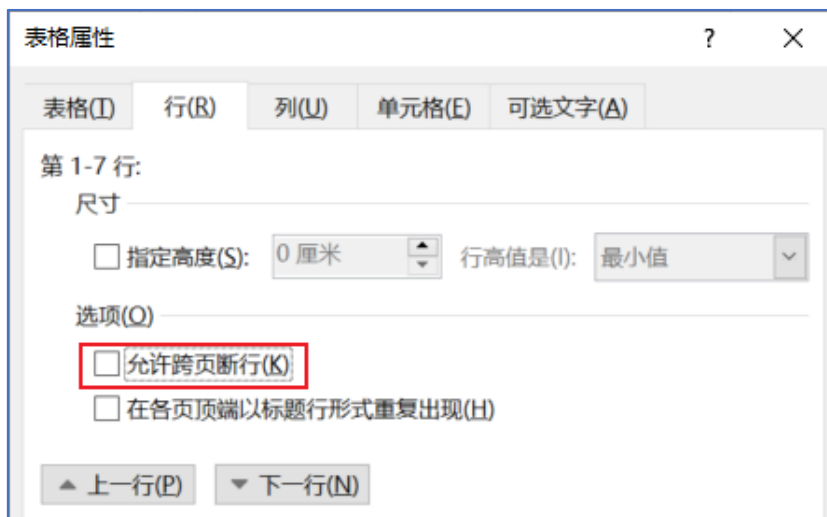 表格属性 ? ×
表格(T) 行(R) 列(U) 单元格(E) 可选文字(A)
第 1-7 行:
尺寸
指定高度(S): 0 厘米 行高值是(I): 最小值
选项(O)
允许跨页断行(K)
在各页顶端以标题行形式重复出现(H)
上一行(P) 下一行(N)